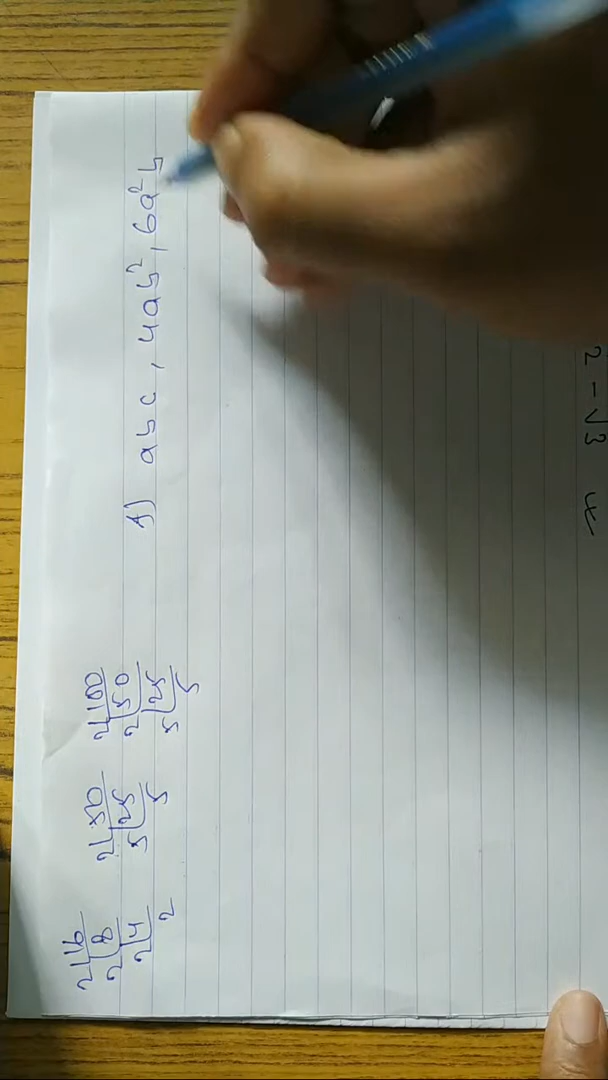 2|16 2|50 2|100
2|8 5|25 2|50
2|4 5 5|25
2 5
1) abc, 4ab², 6a²b
2 - √3